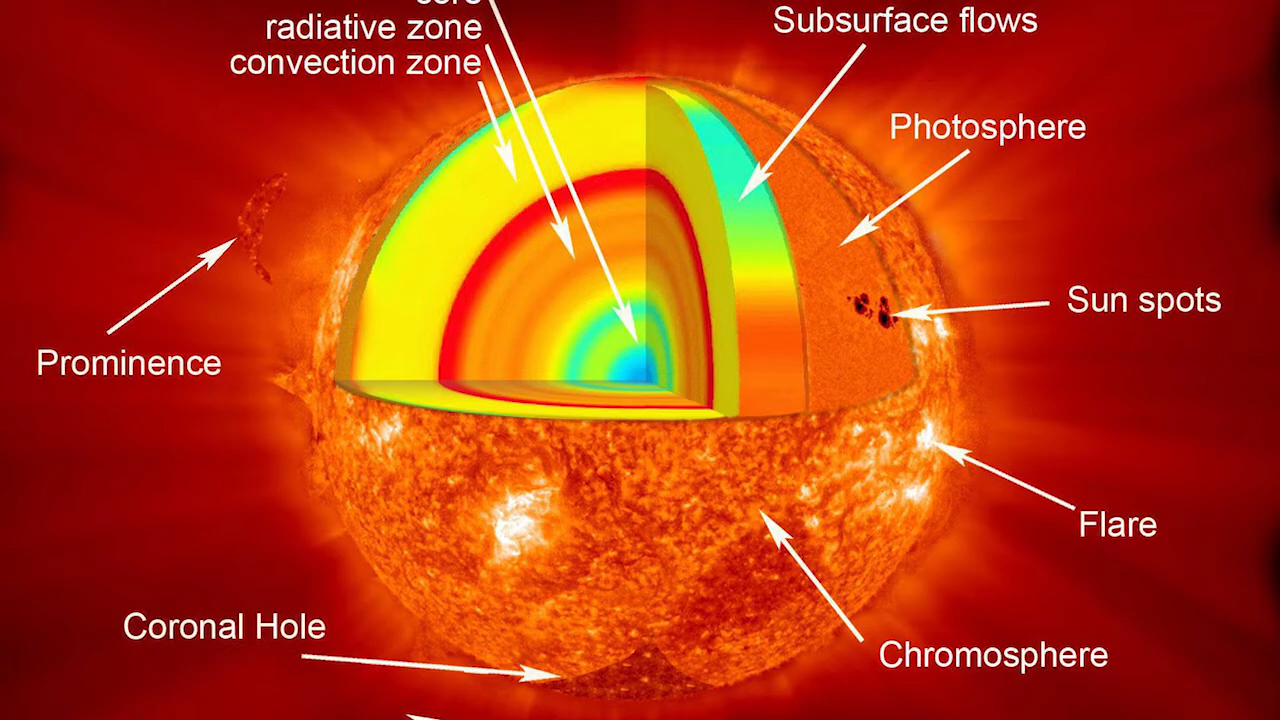 radiative zone
convection zone
Subsurface flows
Photosphere
Sun spots
Prominence
Flare
Coronal Hole
Chromosphere